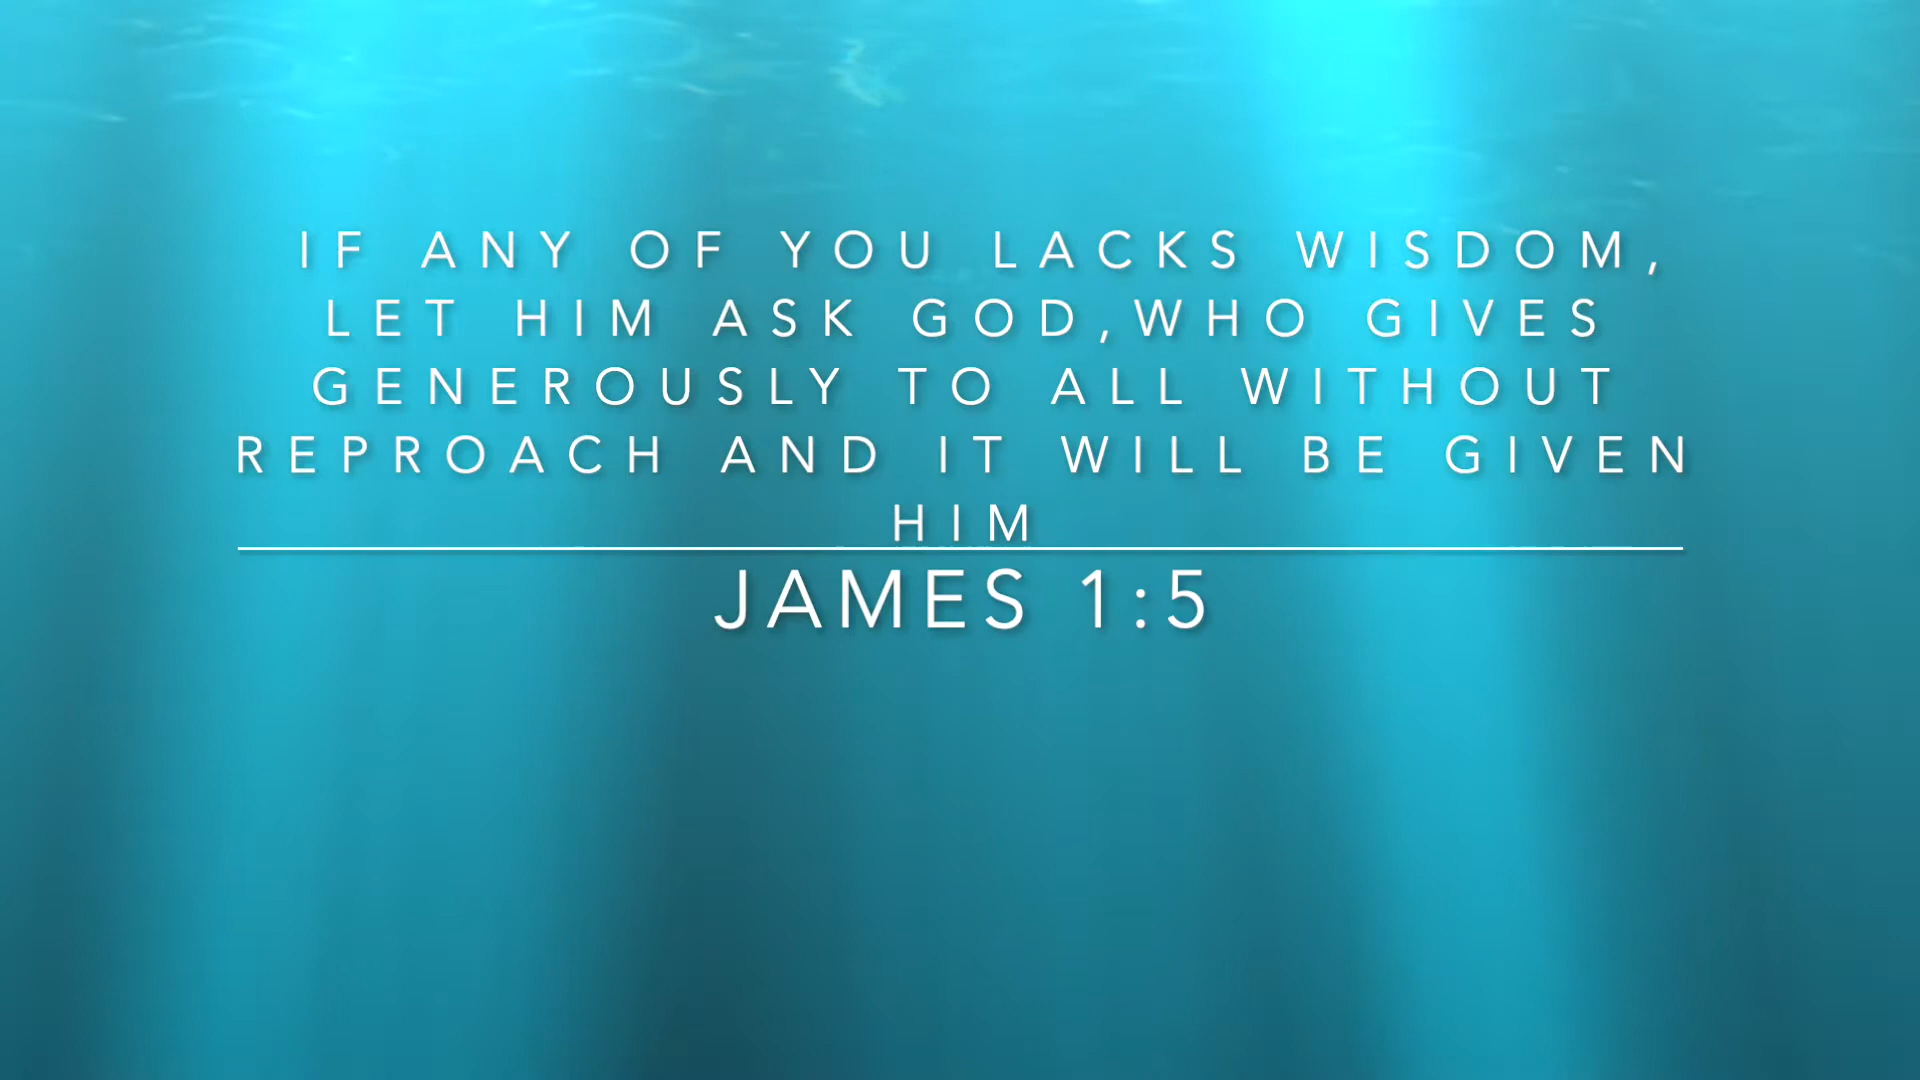 IF ANY OF YOU LACKS WISDOM,
LET HIM ASK GOD,WHO GIVES
GENEROUSLY TO ALL WITHOUT
REPROACH AND IT WILL BE GIVEN
HIM
JAMES 1:5